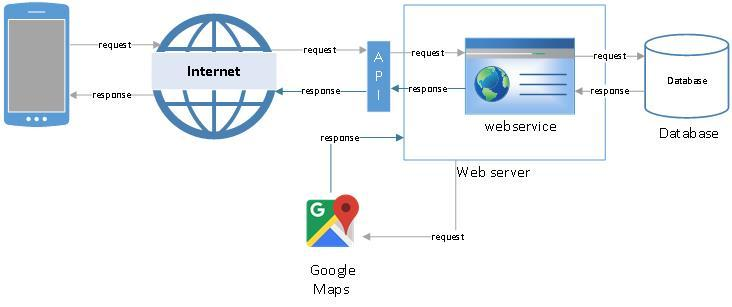 request
response
Internet
request
response
A
P
I
request
response
webservice
Web server
request
response
Database
Database
response
request
G
Google
Maps